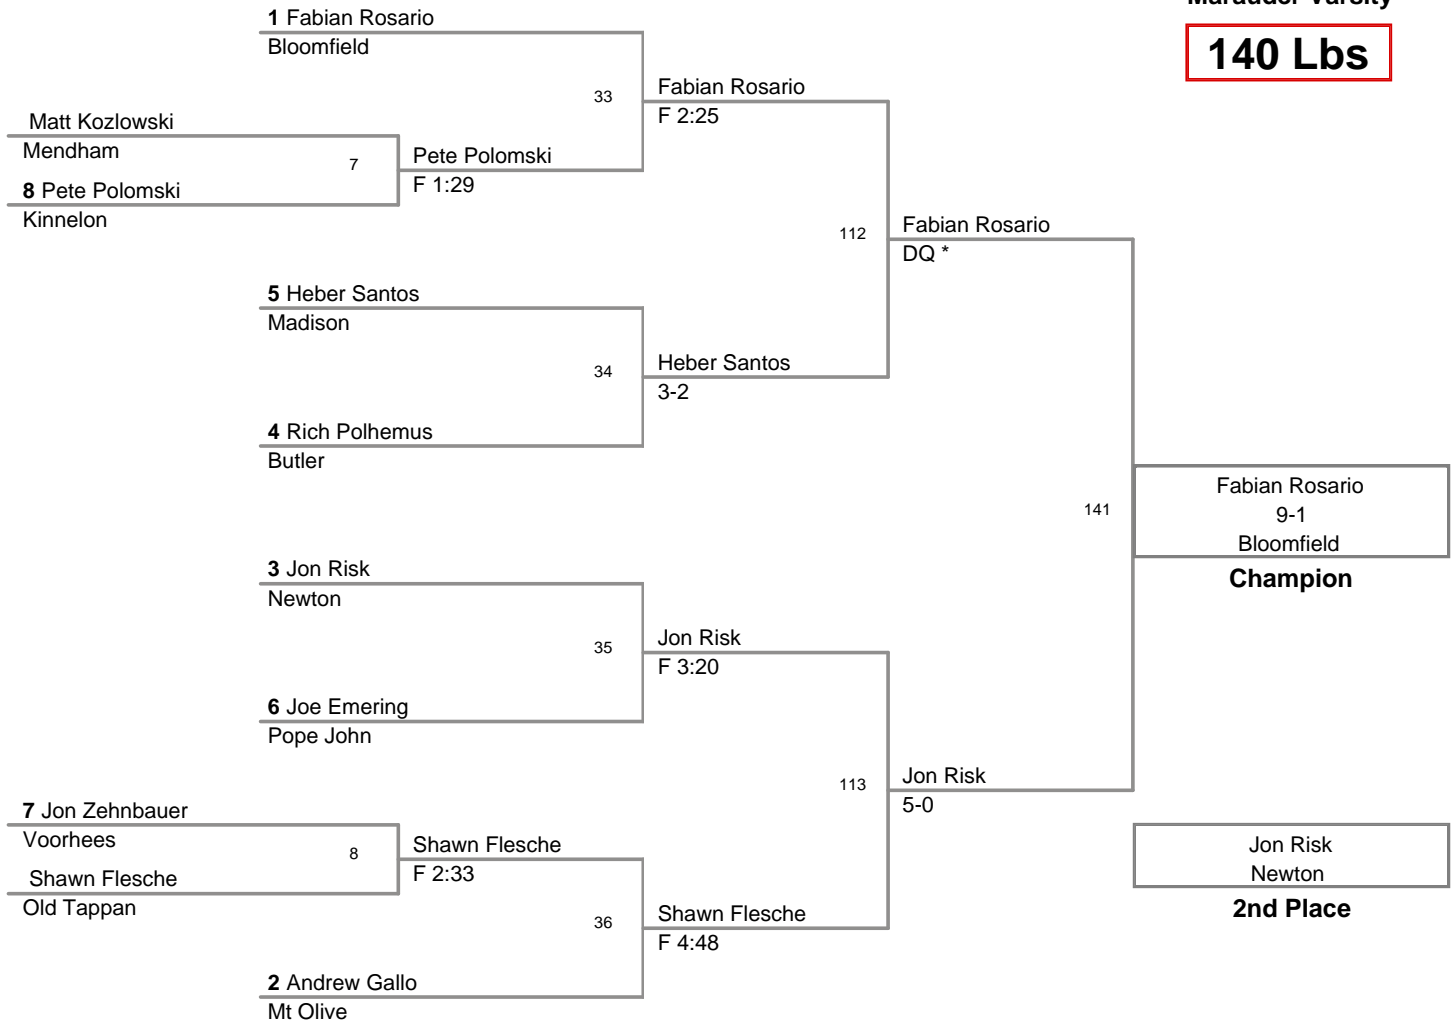 Marauder Varsity
140 Lbs
1 Fabian Rosario
Bloomfield
33
Fabian Rosario
F 2:25
Matt Kozlowski
Mendham
7
Pete Polomski
F 1:29
8 Pete Polomski
Kinnelon
112
Fabian Rosario
DQ *
5 Heber Santos
Madison
34
Heber Santos
3-2
4 Rich Polhemus
Butler
141
Fabian Rosario
9-1
Bloomfield
Champion
3 Jon Risk
Newton
35
Jon Risk
F 3:20
6 Joe Emering
Pope John
113
Jon Risk
5-0
7 Jon Zehnbauer
Voorhees
8
Shawn Flesche
F 2:33
Shawn Flesche
Old Tappan
36
Shawn Flesche
F 4:48
2 Andrew Gallo
Mt Olive
Jon Risk
Newton
2nd Place